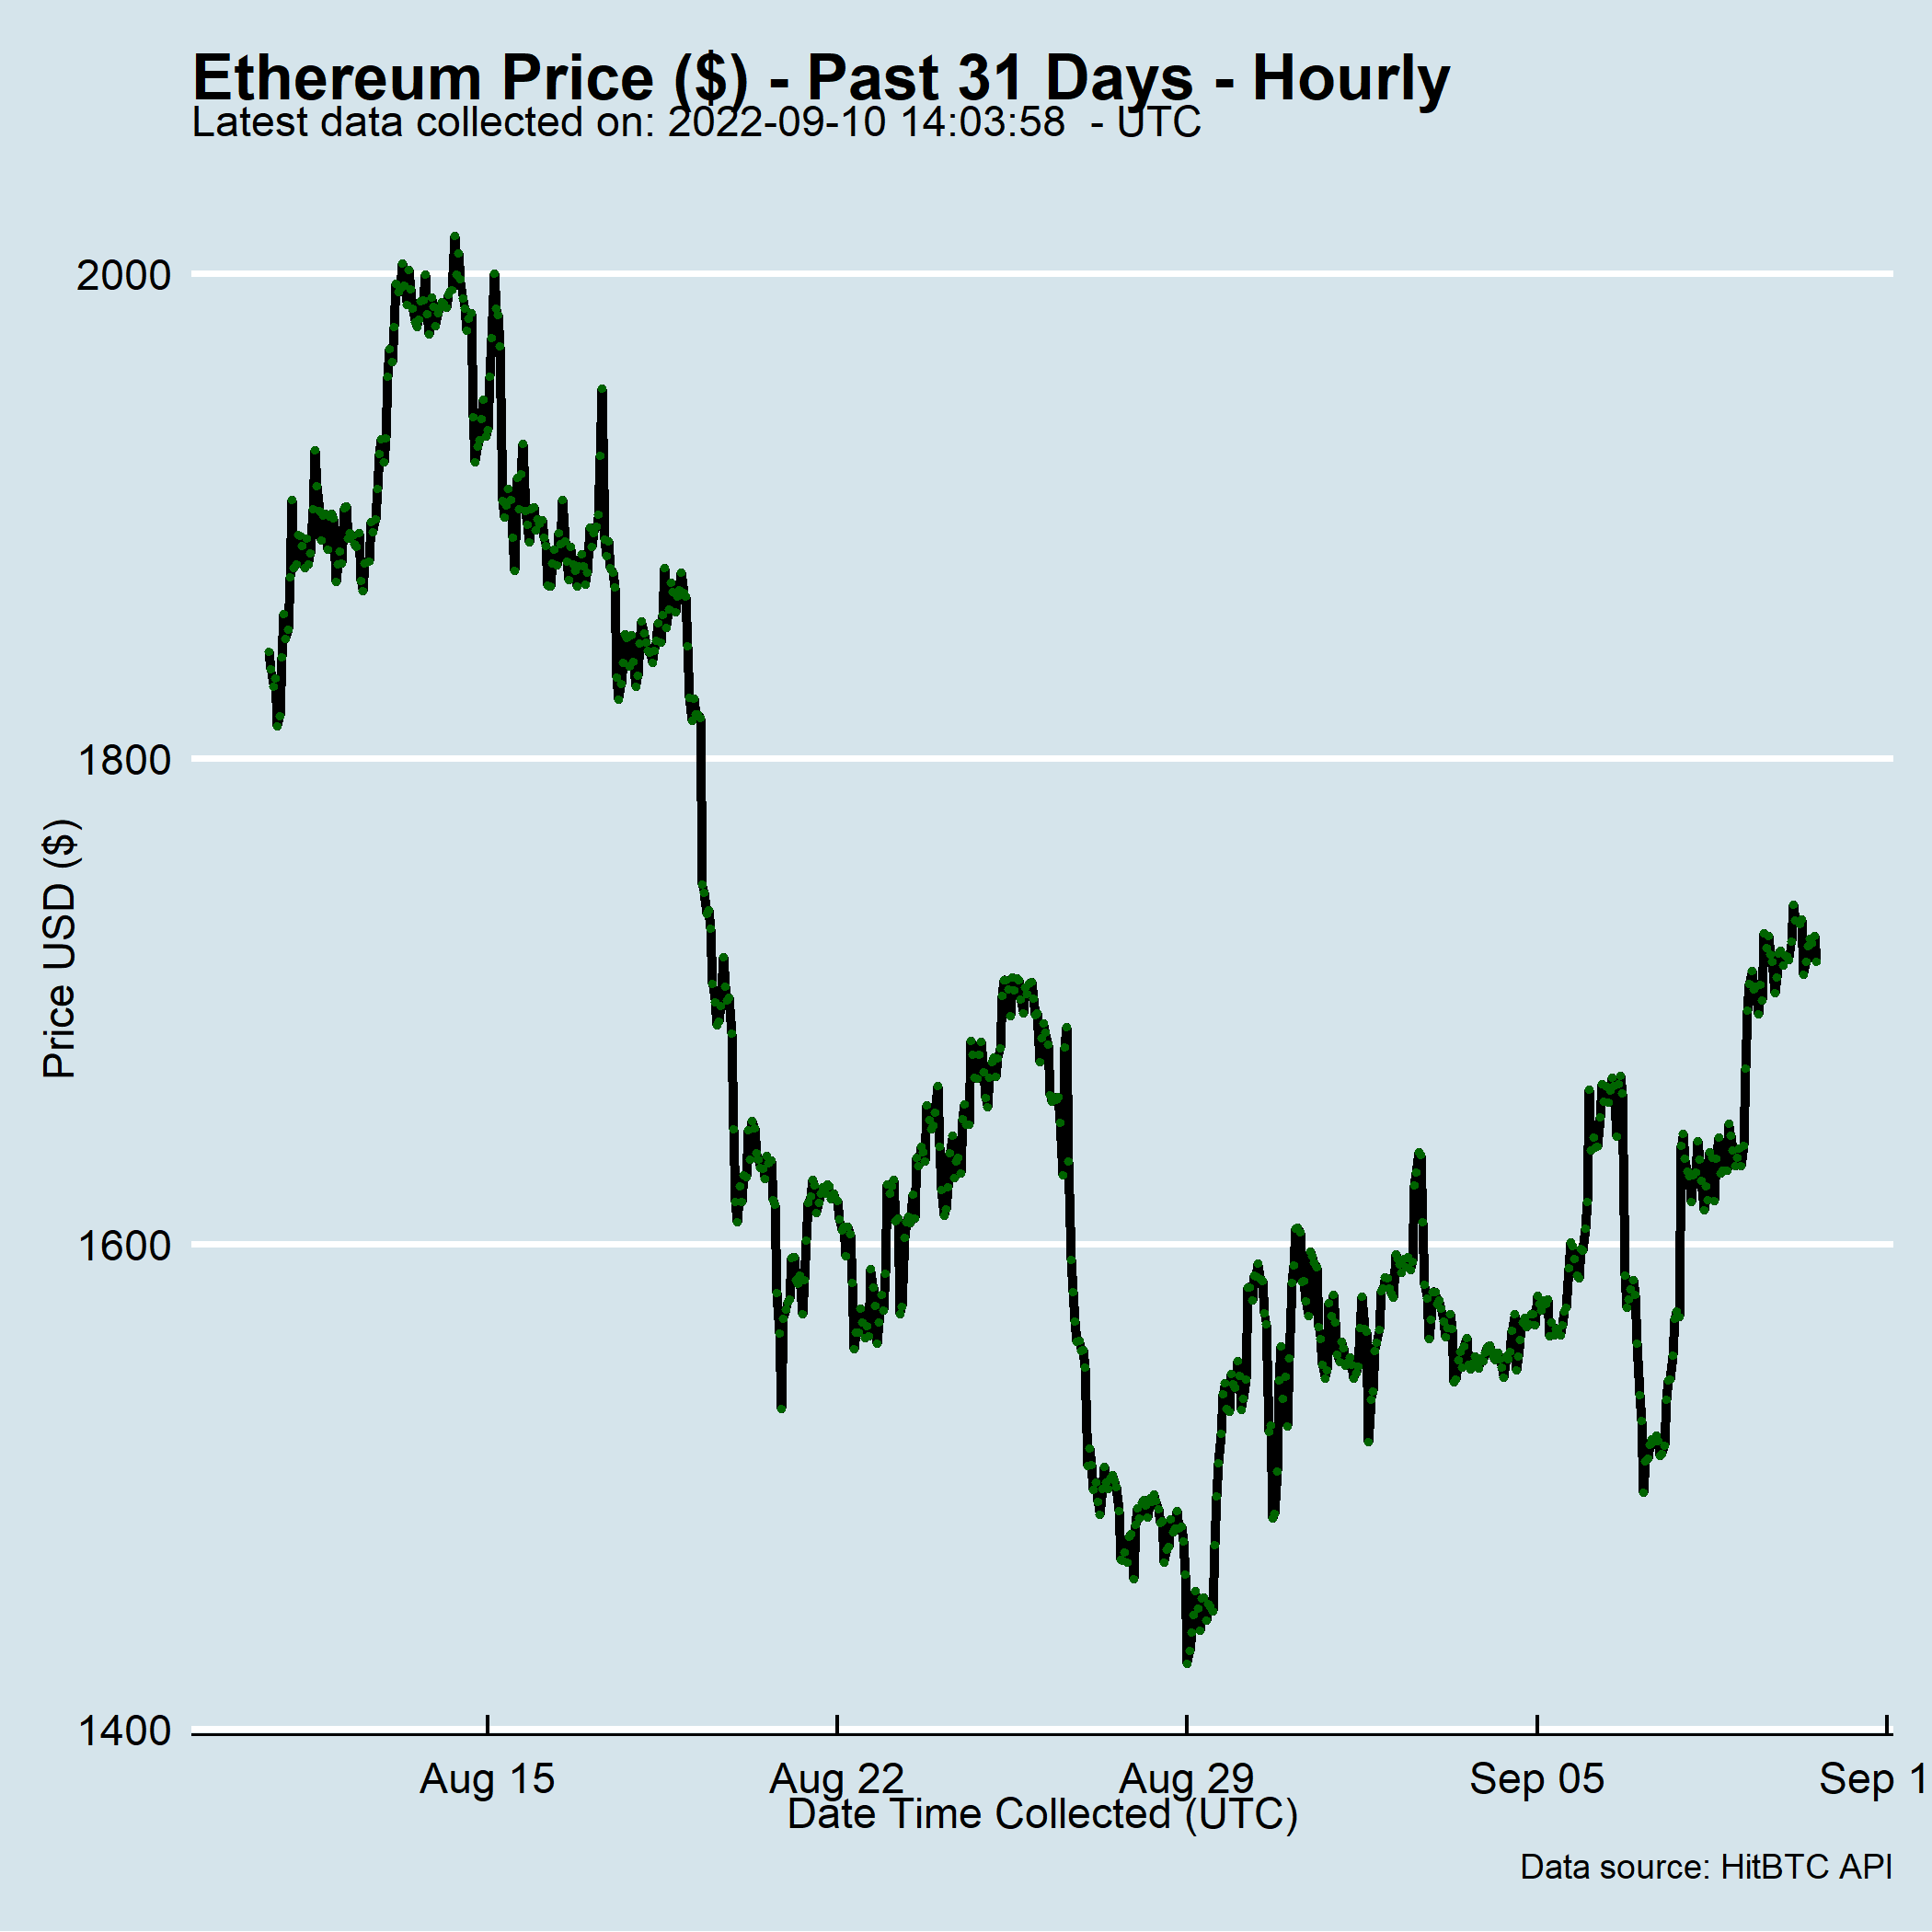 Ethereum Price ($) - Past 31 Days - Hourly
Latest data collected on: 2022-09-10 14:03:58  - UTC
2000
1800
1600
1400
Price USD ($)
Aug 15
Aug 22
Aug 29
Sep 05
Sep 1
Date Time Collected (UTC)
Data source: HitBTC API